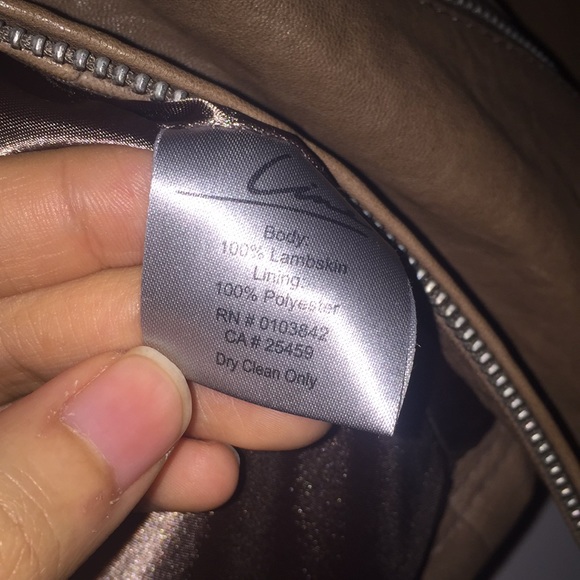 Body:
100% Lambskin
Lining:
100% Polyester
RN # 0103842
CA # 25459
Dry Clean Only